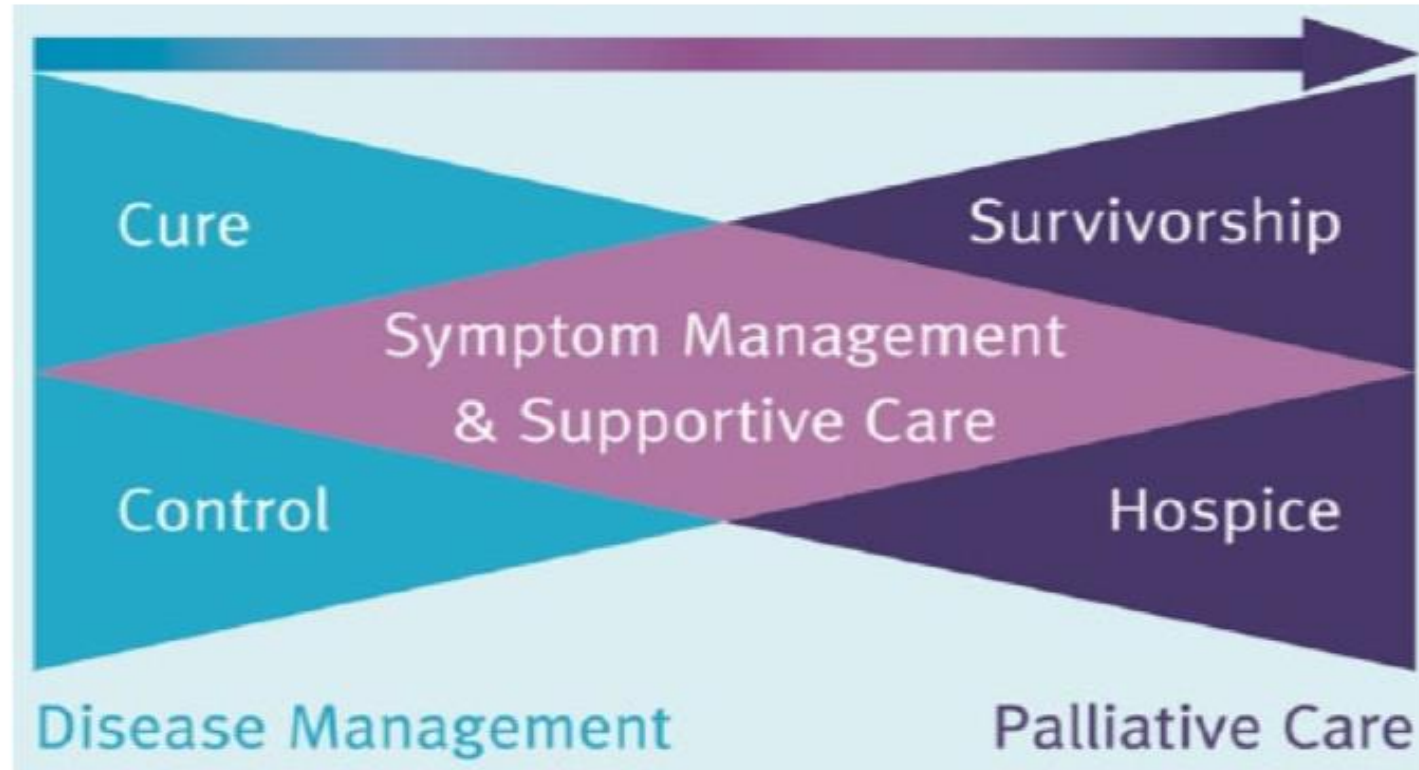 Cure
Survivorship
Symptom Management
& Supportive Care
Control
Hospice
Disease Management
Palliative Care